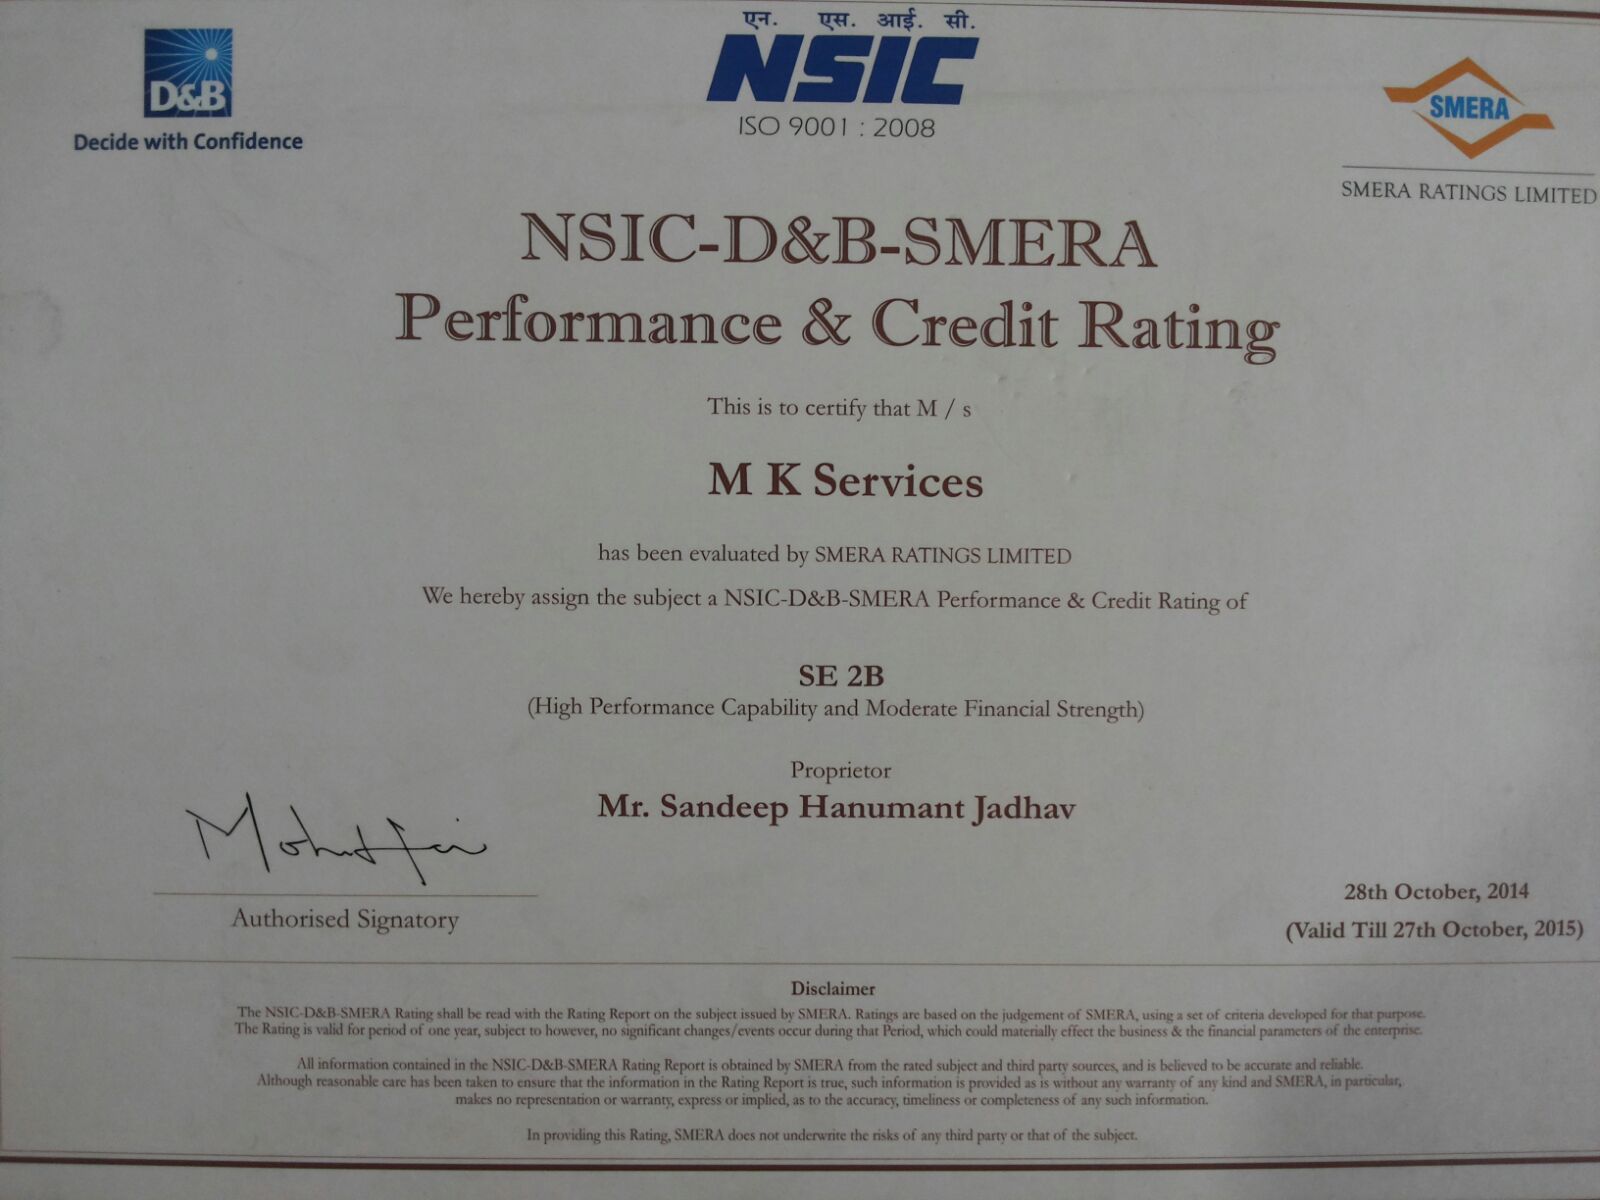 एन. एस. आई. सी.
NSIC
ISO 9001 : 2008
D&B
Decide with Confidence
SMERA
SMERA RATINGS LIMITED
NSIC-D&B-SMERA
Performance & Credit Rating
This is to certify that M / s
M K Services
has been evaluated by SMERA RATINGS LIMITED
We hereby assign the subject a NSIC-D&B-SMERA Performance & Credit Rating of
SE 2B
(High Performance Capability and Moderate Financial Strength)
Proprietor
Mr. Sandeep Hanumant Jadhav
Authorised Signatory
28th October, 2014
(Valid Till 27th October, 2015)
Disclaimer
The NSIC-D&B-SMERA Rating shall be read with the Rating Report on the subject issued by SMERA. Ratings are based on the judgement of SMERA, using a set of criteria developed for that purpose.
The Rating is valid for period of one year, subject to however, no significant changes/events occur during that Period, which could materially effect the business & the financial parameters of the enterprise.
All information contained in the NSIC-D&B-SMERA Rating Report is obtained by SMERA from the rated subject and third party sources, and is believed to be accurate and reliable.
Although reasonable care has been taken to ensure that the information in the Rating Report is true, such information is provided as is without any warranty of any kind and SMERA, in particular,
makes no representation or warranty, express or implied, as to the accuracy, timeliness or completeness of any such information.
In providing this Rating, SMERA does not underwrite the risks of any third party or that of the subject.